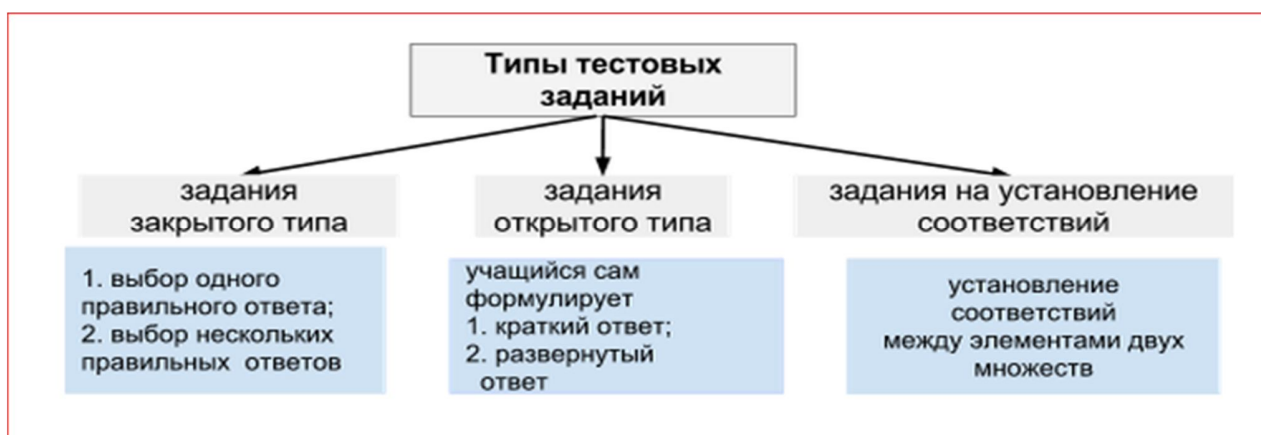 Типы тестовых
заданий
задания
закрытого типа
1. выбор одного
правильного ответа;
2. выбор нескольких
правильных ответов
задания
открытого типа
учащийся сам
формулирует
1. краткий ответ;
2. развернутый
ответ
задания на установление
соответствий
установление
соответствий
между элементами двух
множеств